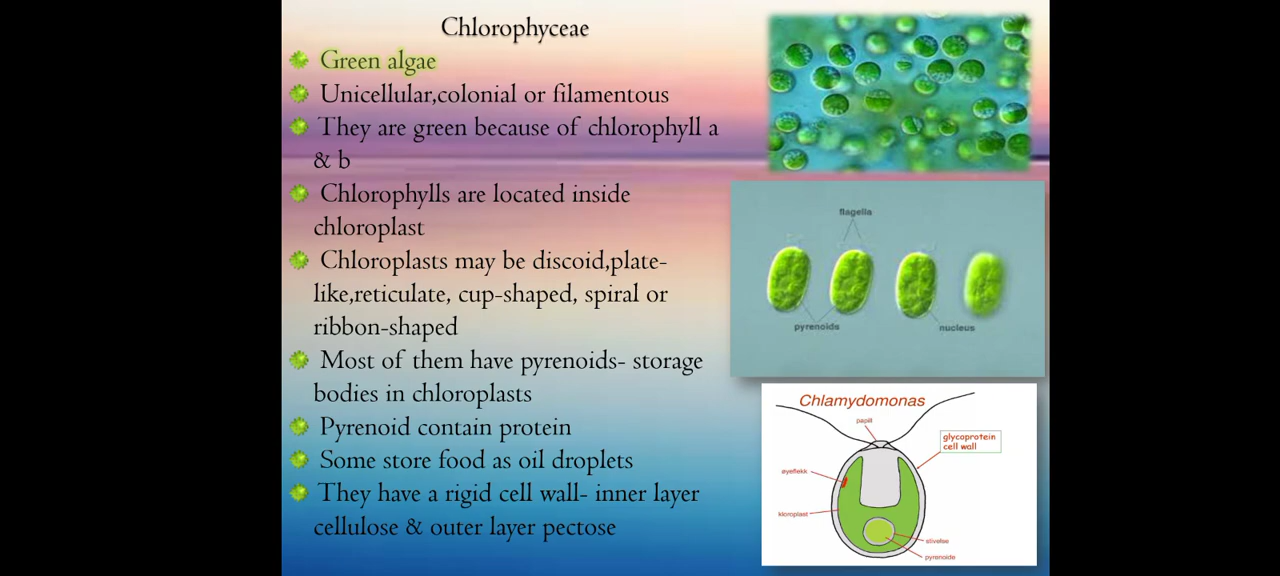 Chlorophyceae
Green algae
Unicellular,colonial or filamentous
They are green because of chlorophyll a
& b
Chlorophylls are located inside
chloroplast
Chloroplasts may be discoid,plate-
like,reticulate, cup-shaped, spiral or
ribbon-shaped
Most of them have pyrenoids- storage
bodies in chloroplasts
Pyrenoid contain protein
Some store food as oil droplets
They have a rigid cell wall- inner layer
cellulose & outer layer pectose
flagella
pyrenoids
nucleus
Chlamydomonas
papill
glycoprotein
cell wall
øyeflekk
kloroplast
stivelse
pyrenoide